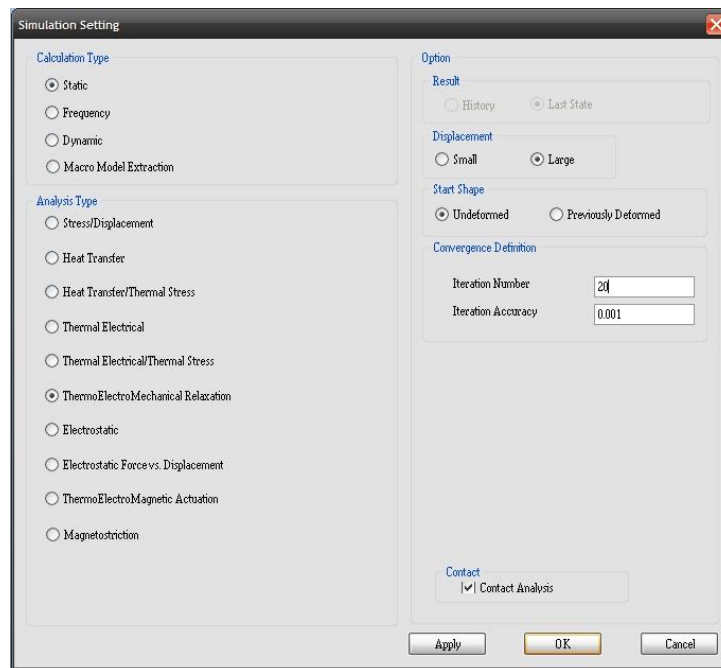 Simulation Setting
Calculation Type
Static
Frequency
Dynamic
Macro Model Extraction
Analysis Type
Stress/Displacement
Heat Transfer
Heat Transfer/Thermal Stress
Thermal Electrical
Thermal Electrical/Thermal Stress
ThermoElectroMechanical Relaxation
Electrostatic
Electrostatic Force vs. Displacement
ThermoElectroMagnetic Actuation
Magnetostriction
Option
Result
History Last State
Displacement
Small Large
Start Shape
Undeformed Previously Deformed
Convergence Definition
Iteration Number 20
Iteration Accuracy 0.001
Contact
Contact Analysis
Apply OK Cancel